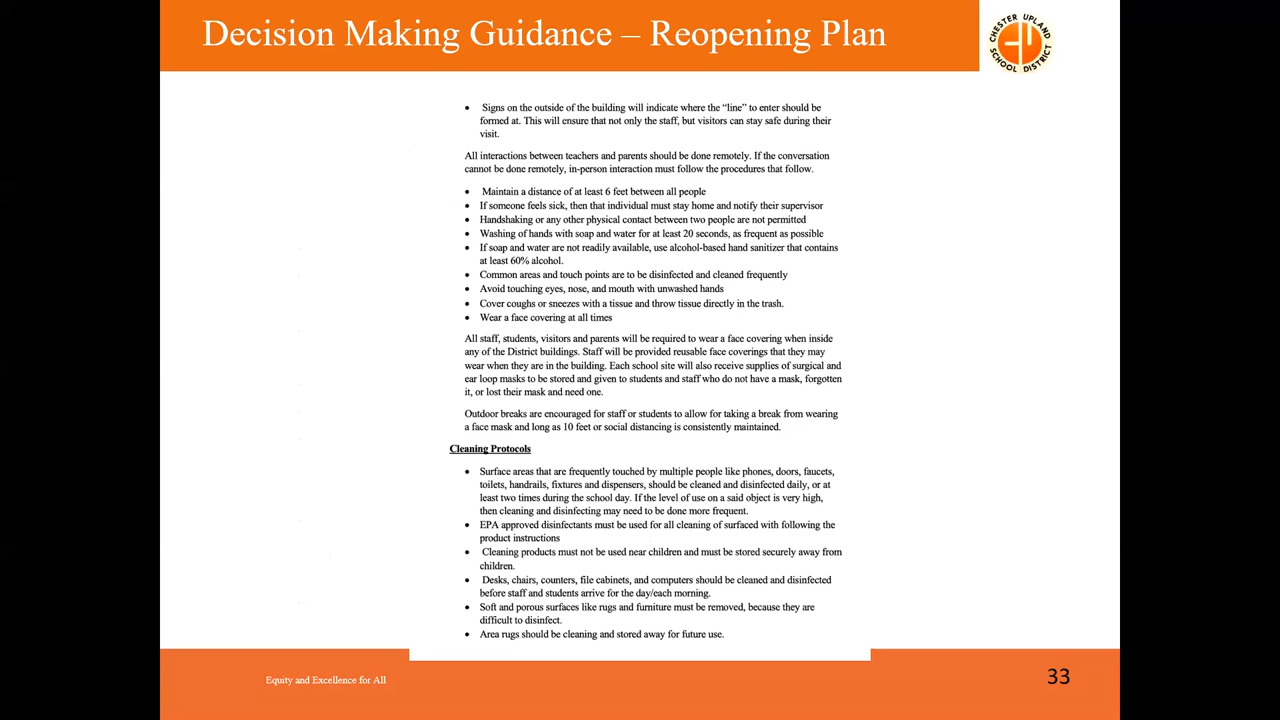 Decision Making Guidance – Reopening Plan
CHESTER UPLAND
SCHOOL DISTRICT
• Signs on the outside of the building will indicate where the “line” to enter should be
formed at. This will ensure that not only the staff, but visitors can stay safe during their
visit.
All interactions between teachers and parents should be done remotely. If the conversation
cannot be done remotely, in-person interaction must follow the procedures that follow.
• Maintain a distance of at least 6 feet between all people
• If someone feels sick, then that individual must stay home and notify their supervisor
• Handshaking or any other physical contact between two people are not permitted
• Washing of hands with soap and water for at least 20 seconds, as frequent as possible
• If soap and water are not readily available, use alcohol-based hand sanitizer that contains
at least 60% alcohol.
• Common areas and touch points are to be disinfected and cleaned frequently
• Avoid touching eyes, nose, and mouth with unwashed hands
• Cover coughs or sneezes with a tissue and throw tissue directly in the trash.
• Wear a face covering at all times
All staff, students, visitors and parents will be required to wear a face covering when inside
any of the District buildings. Staff will be provided reusable face coverings that they may
wear when they are in the building. Each school site will also receive supplies of surgical and
ear loop masks to be stored and given to students and staff who do not have a mask, forgotten
it, or lost their mask and need one.
Outdoor breaks are encouraged for staff or students to allow for taking a break from wearing
a face mask and long as 10 feet or social distancing is consistently maintained.
Cleaning Protocols
• Surface areas that are frequently touched by multiple people like phones, doors, faucets,
toilets, handrails, fixtures and dispensers, should be cleaned and disinfected daily, or at
least two times during the school day. If the level of use on a said object is very high,
then cleaning and disinfecting may need to be done more frequent.
• EPA approved disinfectants must be used for all cleaning of surfaced with following the
product instructions
• Cleaning products must not be used near children and must be stored securely away from
children.
• Desks, chairs, counters, file cabinets, and computers should be cleaned and disinfected
before staff and students arrive for the day/each morning.
• Soft and porous surfaces like rugs and furniture must be removed, because they are
difficult to disinfect.
• Area rugs should be cleaning and stored away for future use.
Equity and Excellence for All
33